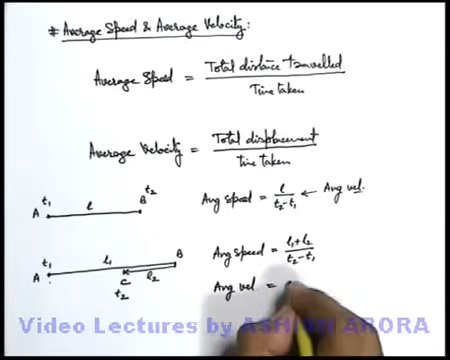 # Average Speed & Average Velocity:
Average Speed = Total distace travelled / Time taken
Average Velocity = Total displacement / time taken
t₁ t₂
A l B
Avg speed = l / t₂-t₁ ← Avg vel.
t₁ l₁ B
A C l₂
t₂
Avg speed = l₁+l₂ / t₂-t₁
Avg vel =
Video Lectures by ASHISH ARORA